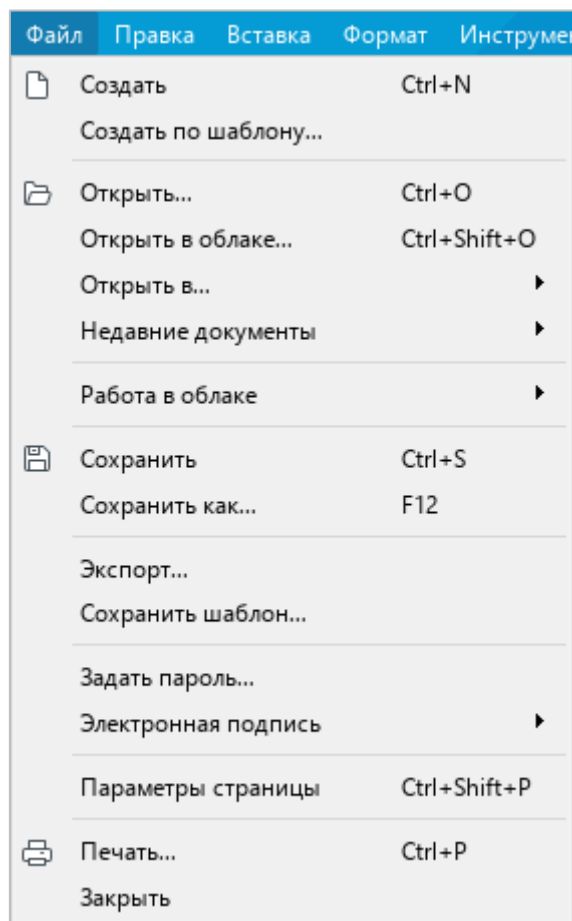 Файл Правка Вставка Формат Инструме
Создать Ctrl+N
Создать по шаблону...
Открыть... Ctrl+O
Открыть в облаке... Ctrl+Shift+O
Открыть в...
Недавние документы
Работа в облаке
Сохранить Ctrl+S
Сохранить как... F12
Экспорт...
Сохранить шаблон...
Задать пароль...
Электронная подпись
Параметры страницы Ctrl+Shift+P
Печать... Ctrl+P
Закрыть